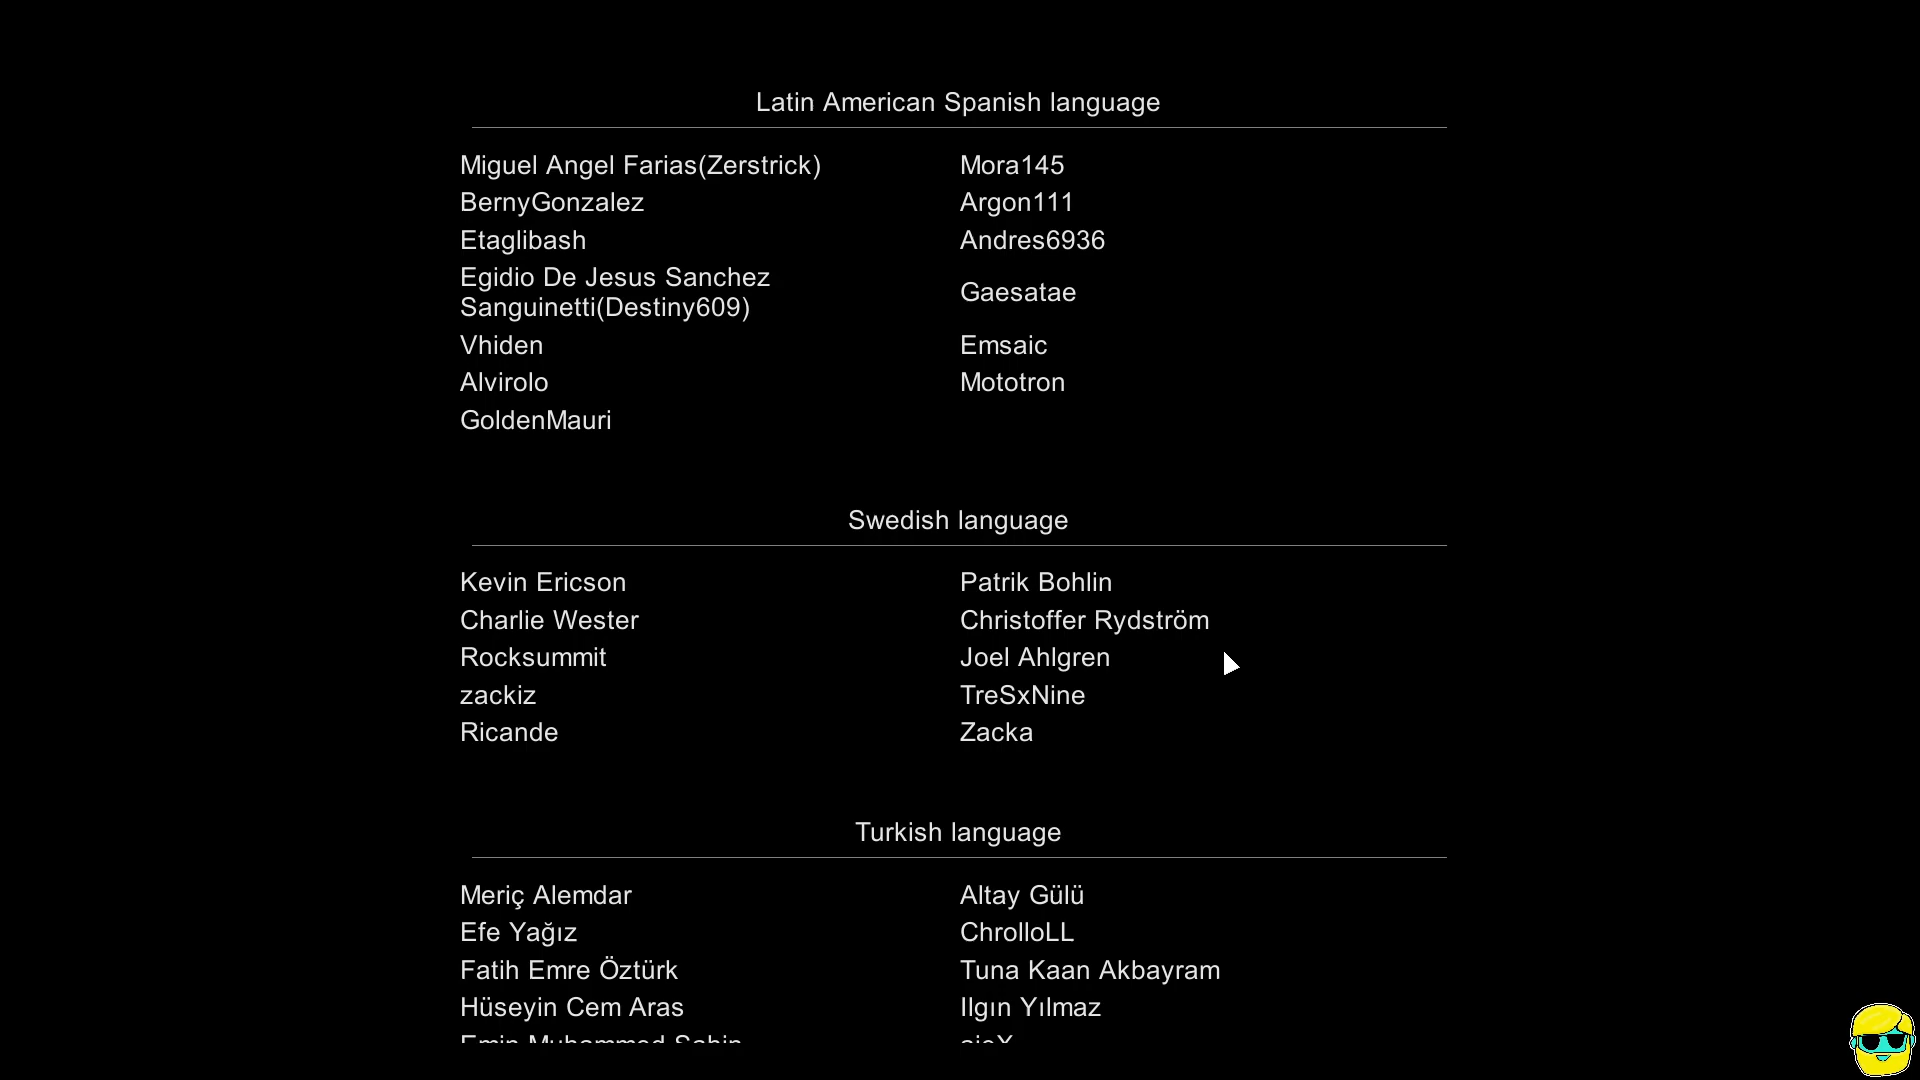 Latin American Spanish language
Miguel Angel Farias(Zerstrick) Mora145
BernyGonzalez Argon111
Etaglibash Andres6936
Egidio De Jesus Sanchez
Sanguinetti(Destiny609) Gaesatae
Vhiden Emsaic
Alvirolo Mototron
GoldenMauri
Swedish language
Kevin Ericson Patrik Bohlin
Charlie Wester Christoffer Rydström
Rocksummit Joel Ahlgren
zackiz TreSxNine
Ricande Zacka
Turkish language
Meriç Alemdar Altay Gülü
Efe Yağız ChrolloLL
Fatih Emre Öztürk Tuna Kaan Akbayram
Hüseyin Cem Aras Ilgın Yılmaz